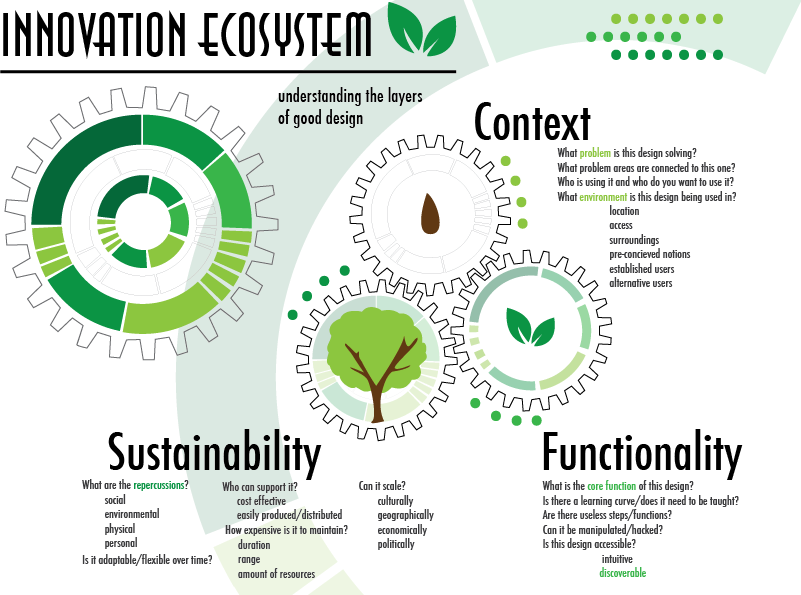 INNOVATION ECOSYSTEM
understanding the layers
of good design
Context
What problem is this design solving?
What problem areas are connected to this one?
Who is using it and who do you want to use it?
What environment is this design being used in?
location
access
surroundings
pre-concieved notions
established users
alternative users
Sustainability
What are the repercussions?
social
environmental
physical
personal
Is it adaptable/flexible over time?
Who can support it?
cost effective
easily produced/distributed
How expensive is it to maintain?
duration
range
amount of resources
Can it scale?
culturally
geographically
economically
politically
Functionality
What is the core function of this design?
Is there a learning curve/does it need to be taught?
Are there useless steps/functions?
Can it be manipulated/hacked?
Is this design accessible?
intuitive
discoverable